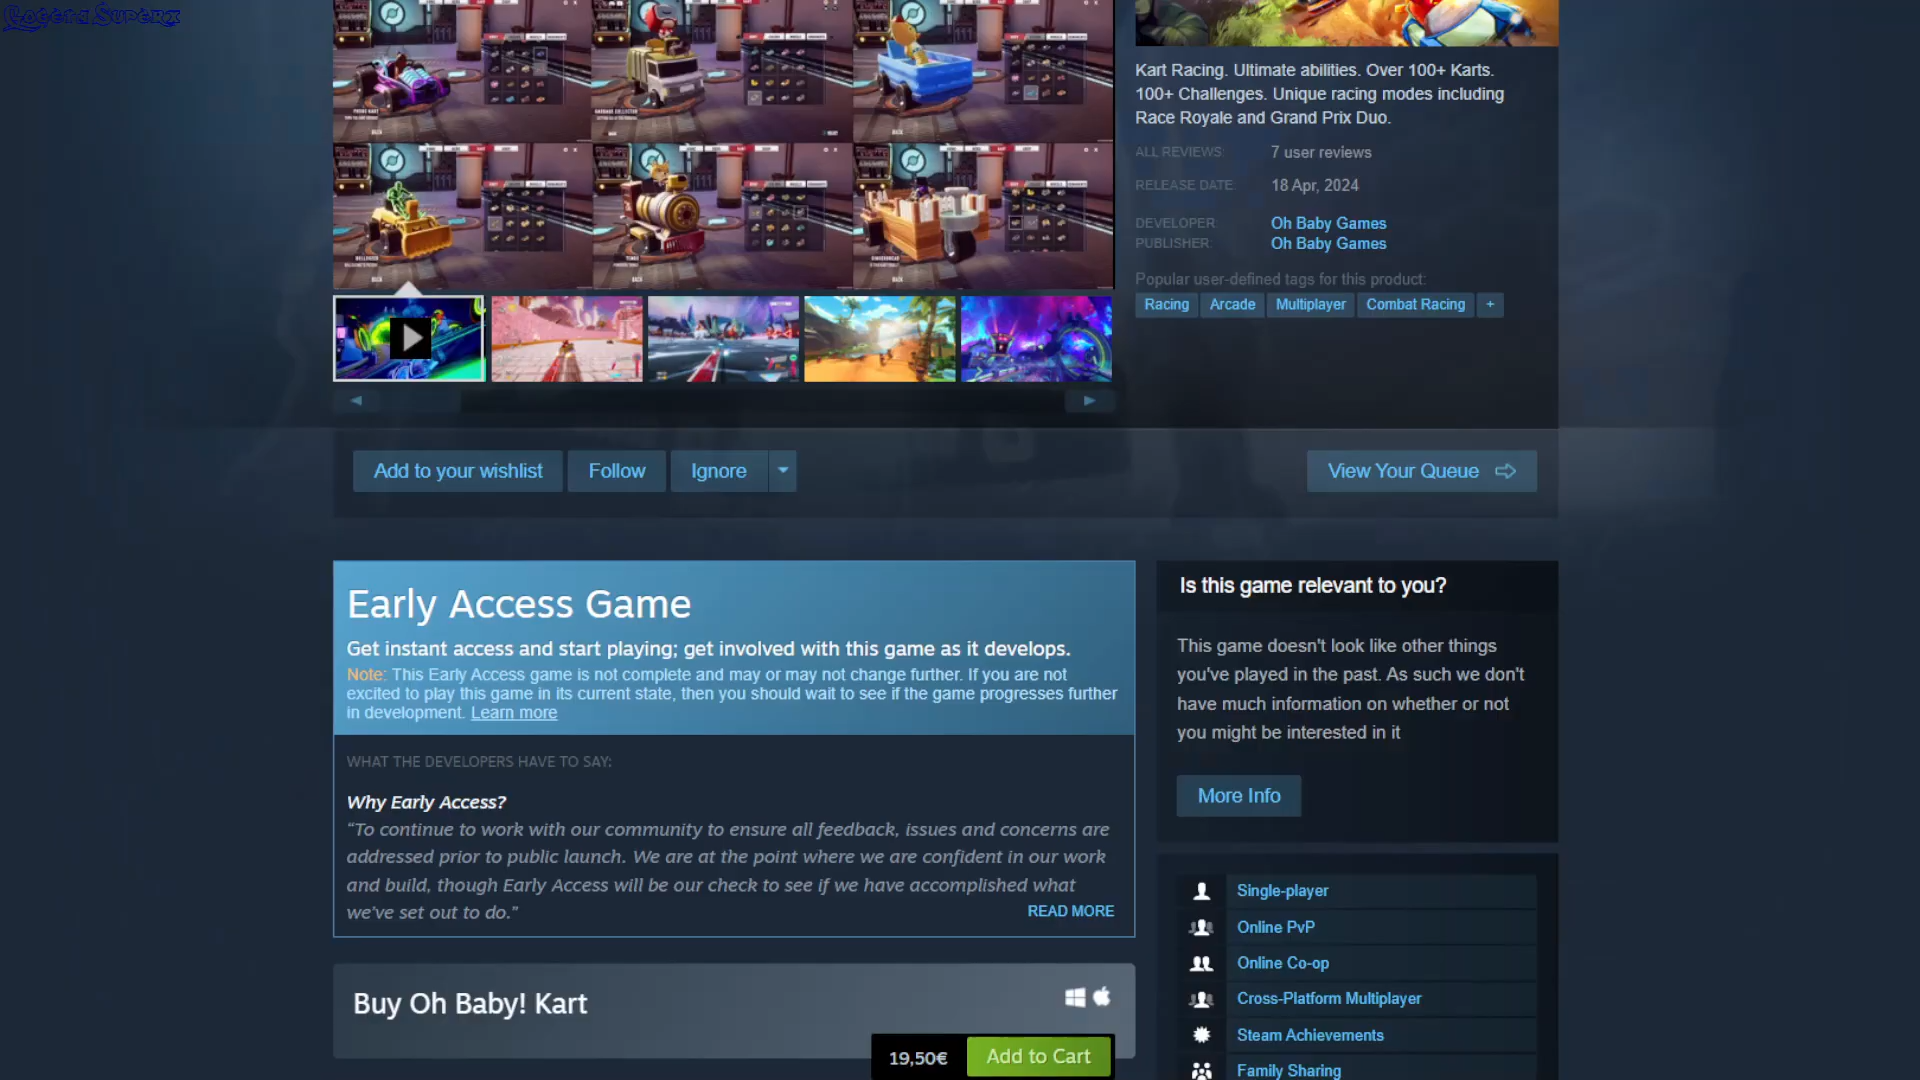 Rogera Superx
Kart Racing. Ultimate abilities. Over 100+ Karts.
100+ Challenges. Unique racing modes including
Race Royale and Grand Prix Duo.
ALL REVIEWS:
7 user reviews
RELEASE DATE:
18 Apr, 2024
DEVELOPER:
Oh Baby Games
PUBLISHER:
Oh Baby Games
Popular user-defined tags for this product:
Racing
Arcade
Multiplayer
Combat Racing
+
Add to your wishlist
Follow
Ignore
View Your Queue
Early Access Game
Get instant access and start playing; get involved with this game as it develops.
Note: This Early Access game is not complete and may or may not change further. If you are not
excited to play this game in its current state, then you should wait to see if the game progresses further
in development. Learn more
WHAT THE DEVELOPERS HAVE TO SAY:
Why Early Access?
“To continue to work with our community to ensure all feedback, issues and concerns are
addressed prior to public launch. We are at the point where we are confident in our work
and build, though Early Access will be our check to see if we have accomplished what
we've set out to do.”
READ MORE
Buy Oh Baby! Kart
19,50€
Add to Cart
Is this game relevant to you?
This game doesn't look like other things
you've played in the past. As such we don't
have much information on whether or not
you might be interested in it
More Info
Single-player
Online PvP
Online Co-op
Cross-Platform Multiplayer
Steam Achievements
Family Sharing